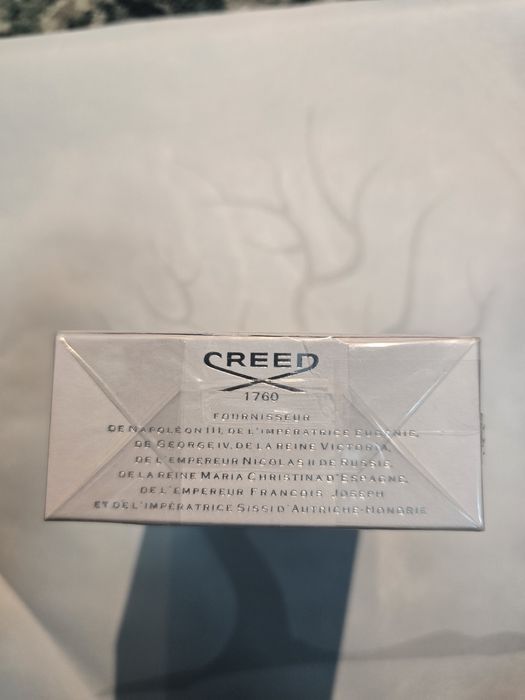 CREED
1760
FOURNISSEUR
DE NAPOLÉON III, DE L'IMPÉRATRICE EUGÉNIE,
DE GEORGE IV, DE LA REINE VICTORIA,
DE L'EMPEREUR NICOLAS II DE RUSSIE,
DE LA REINE MARIA CHRISTINA D'ESPAGNE,
DE L'EMPEREUR FRANÇOIS JOSEPH
ET DE L'IMPÉRATRICE SISSI D'AUTRICHE-HONGRIE